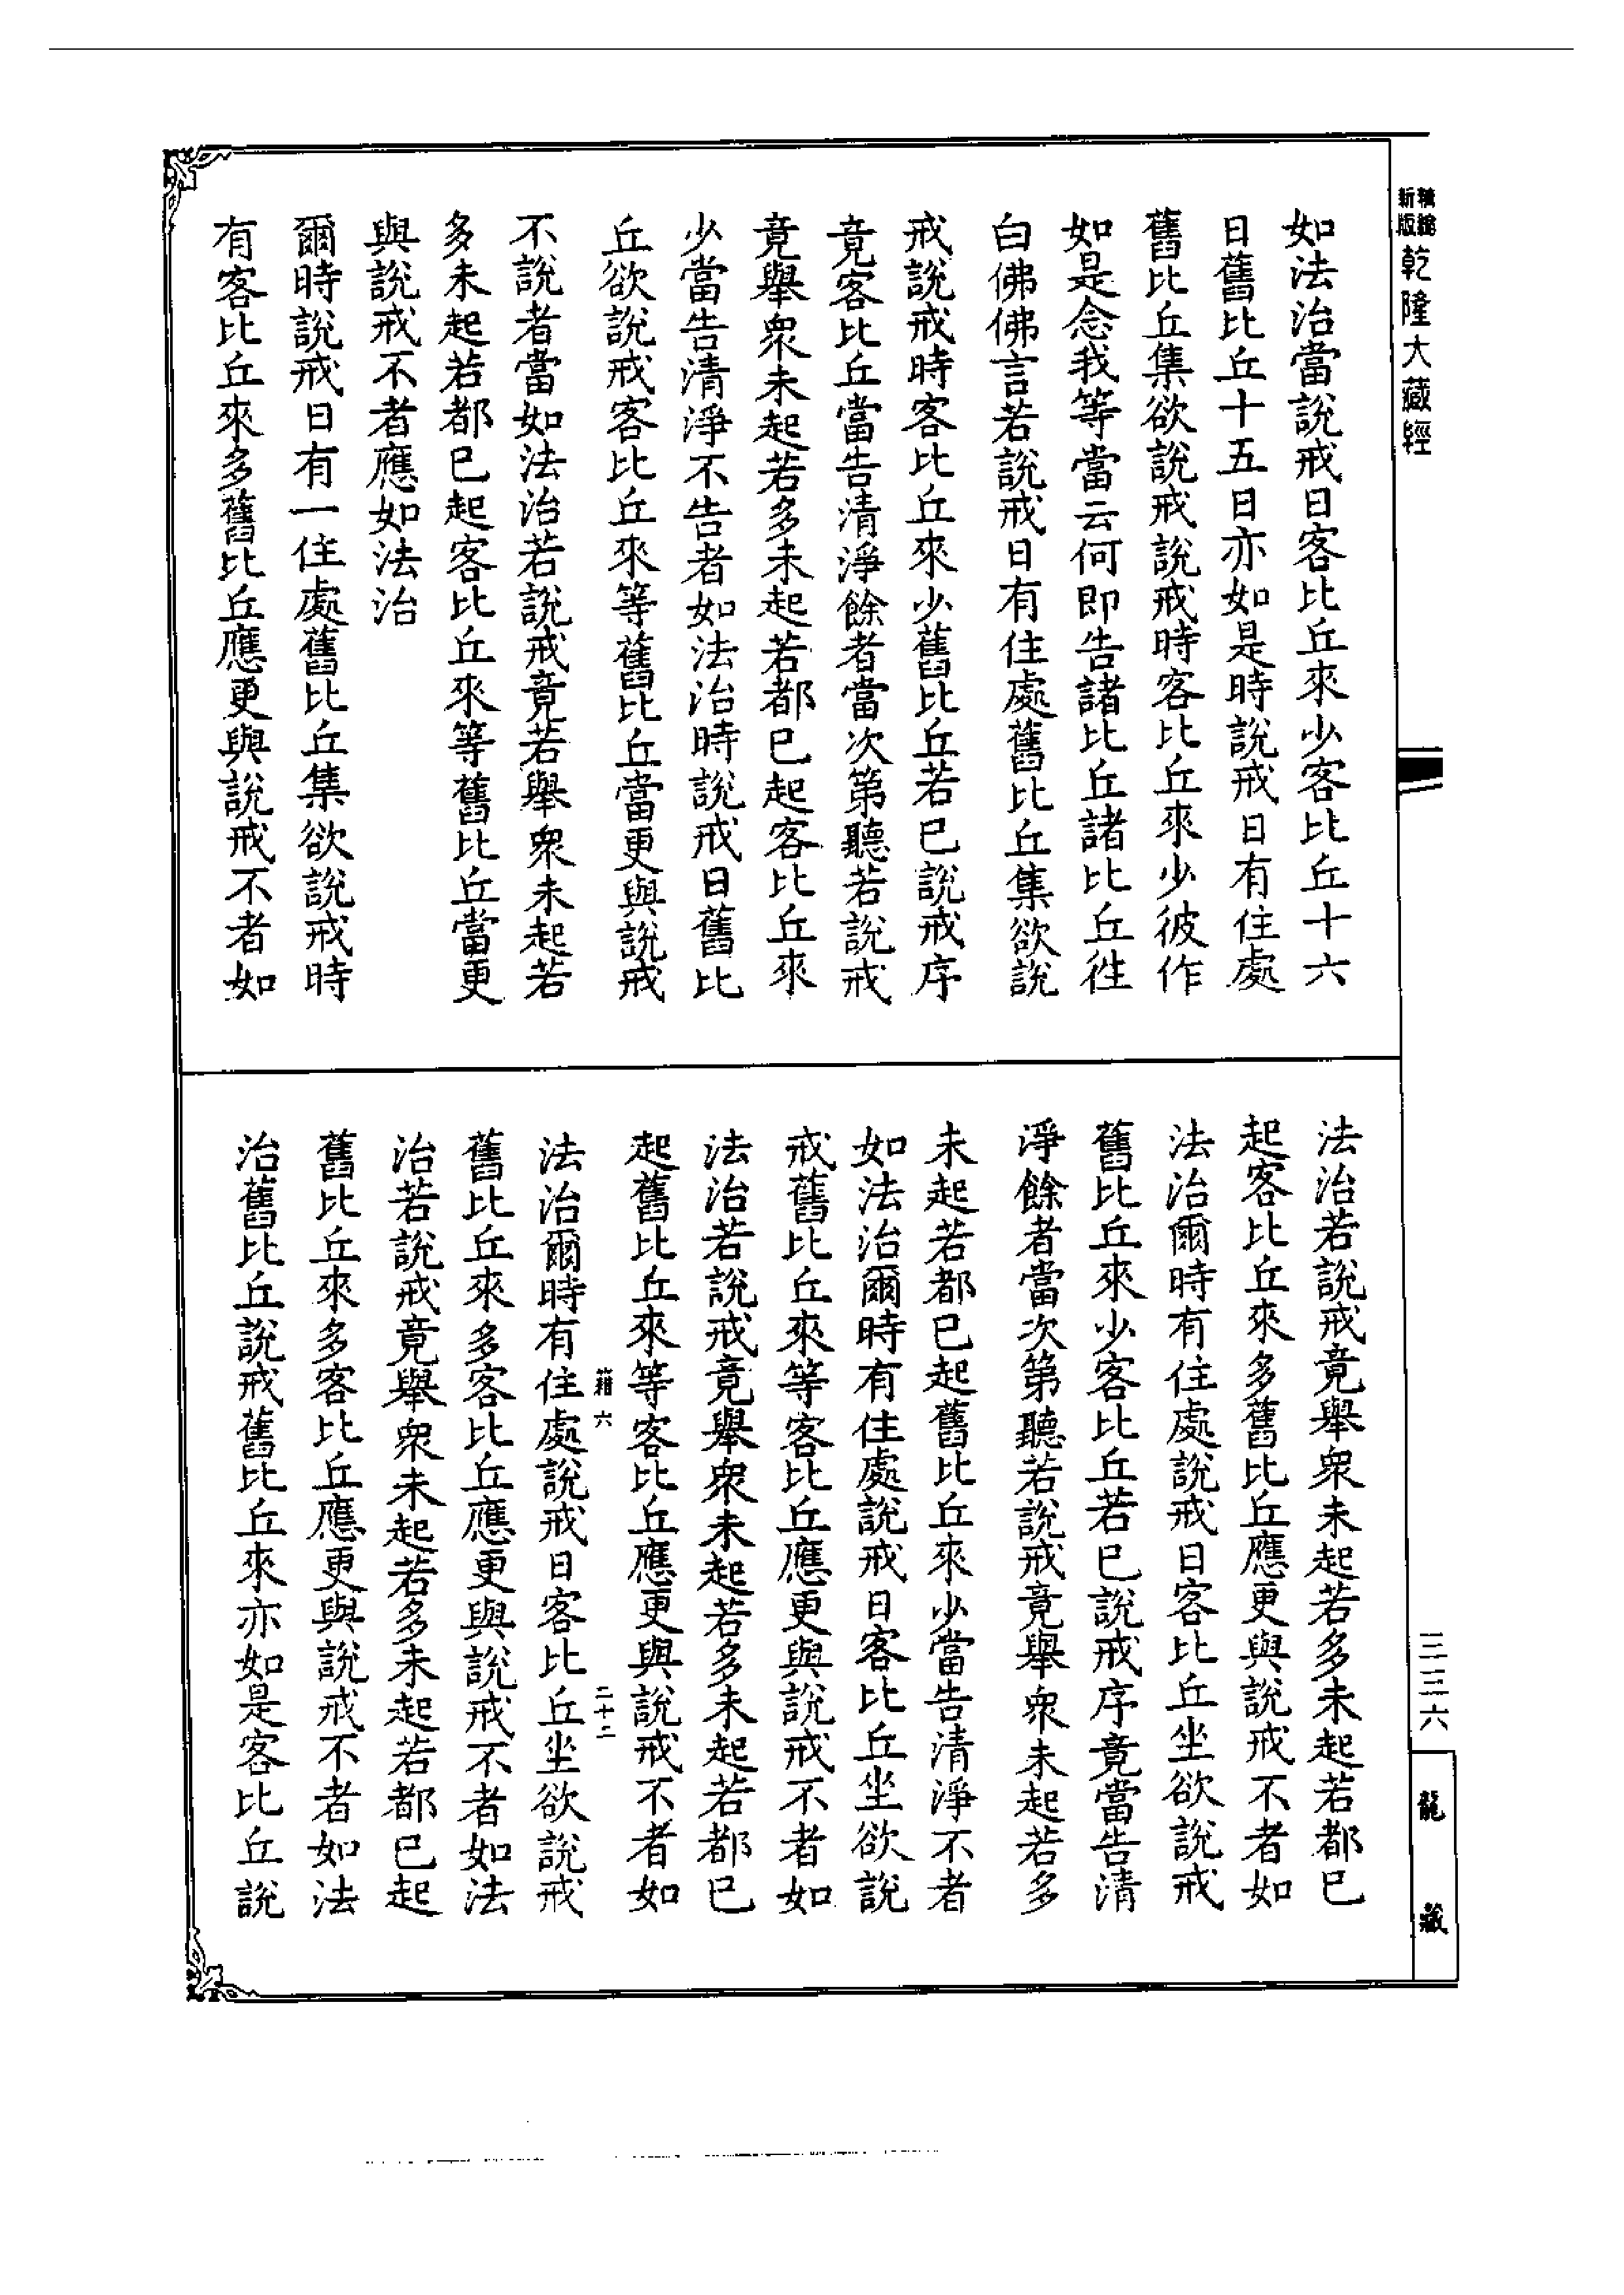 新版
精縮
乾隆大藏經
如法治當說戒日客比丘來少客比丘十六
日舊比丘十五日亦如是時說戒日有住處
舊比丘集欲說戒說戒時客比丘來少彼作
如是念我等當云何即告諸比丘諸比丘徃
白佛佛言若說戒日有住處舊比丘集欲說
戒說戒時客比丘來少舊比丘若已說戒序
竟客比丘當告清淨餘者當次第聽若說戒
竟舉衆未起若多未起若都已起客比丘來
少當告清淨不告者如法治時說戒日舊比
丘欲說戒客比丘來等舊比丘當更與說戒
不說者當如法治若說戒竟若舉衆未起若
多未起若都已起客比丘來等舊比丘當更
與說戒不者應如法治
爾時說戒日有一住處舊比丘集欲說戒時
有客比丘來多舊比丘應更與說戒不者如
法治若說戒竟舉衆未起若多未起若都已
起客比丘來多舊比丘應更與說戒不者如
法治爾時有住處說戒日客比丘坐欲說戒
舊比丘來少客比丘若已說戒序竟當告清
淨餘者當次第聽若說戒竟舉衆未起若多
未起若都已起舊比丘來少當告清淨不者
如法治爾時有住處說戒日客比丘坐欲說
戒舊比丘來等客比丘應更與說戒不者如
法治若說戒竟舉衆未起若多未起若都已
起舊比丘來等客比丘應更與說戒不者如
六 二十二
法治爾時有住處說戒日客比丘坐欲說戒
舊比丘來多客比丘應更與說戒不者如法
治若說戒竟舉衆未起若多未起若都已起
舊比丘來多客比丘應更與說戒不者如法
治舊比丘說戒舊比丘來亦如是客比丘說
三三六
龍藏